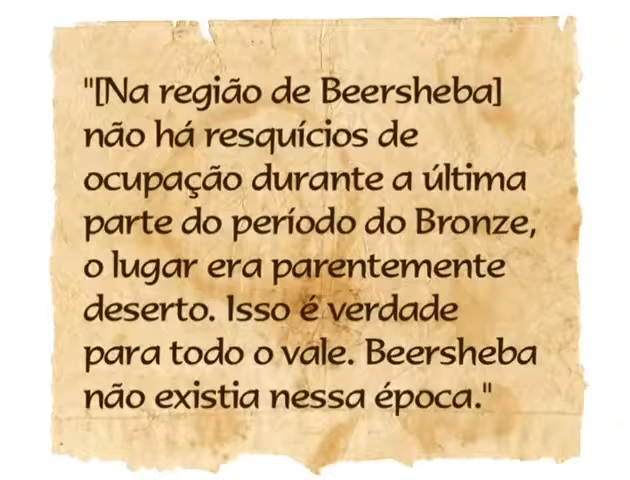 "[Na região de Beersheba]
não há resquícios de
ocupação durante a última
parte do período do Bronze,
o lugar era parentemente
deserto. Isso é verdade
para todo o vale. Beersheba
não existia nessa época."